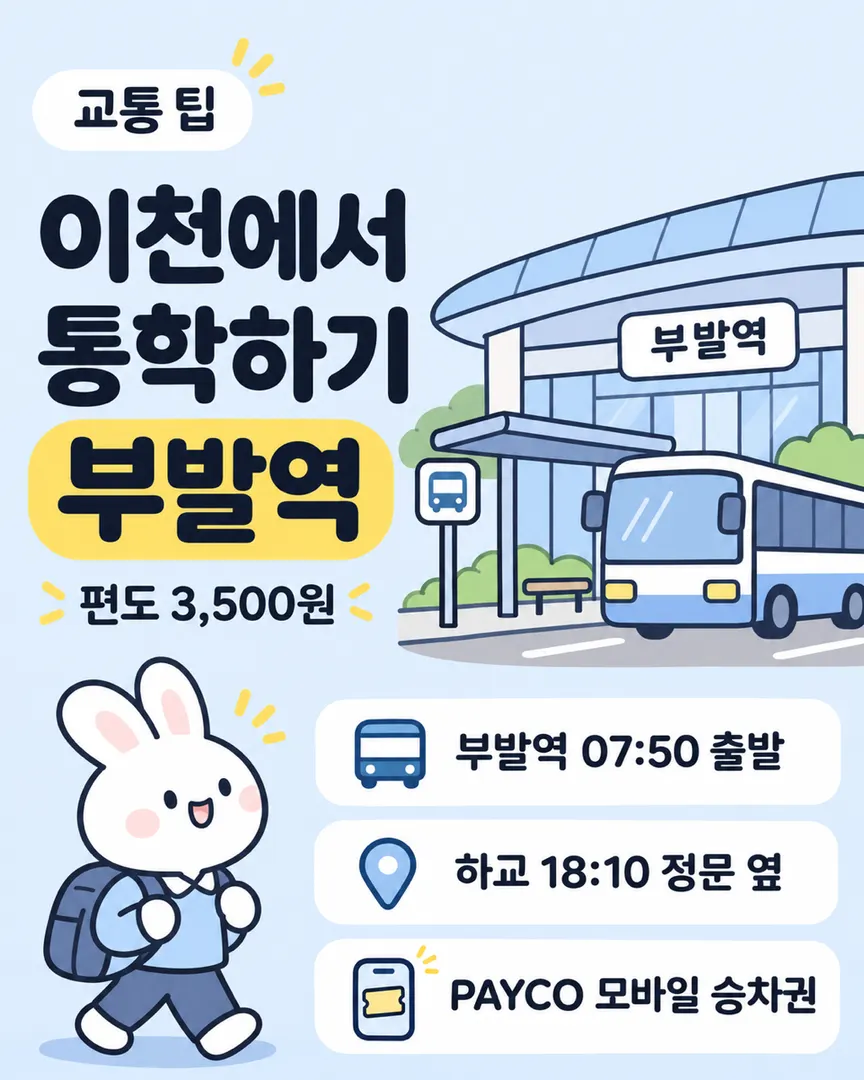 교통 팁
이천에서
통학하기
부발역
편도 3,500원
부발역
부발역 07:50 출발
하교 18:10 정문 옆
PAYCO 모바일 승차권